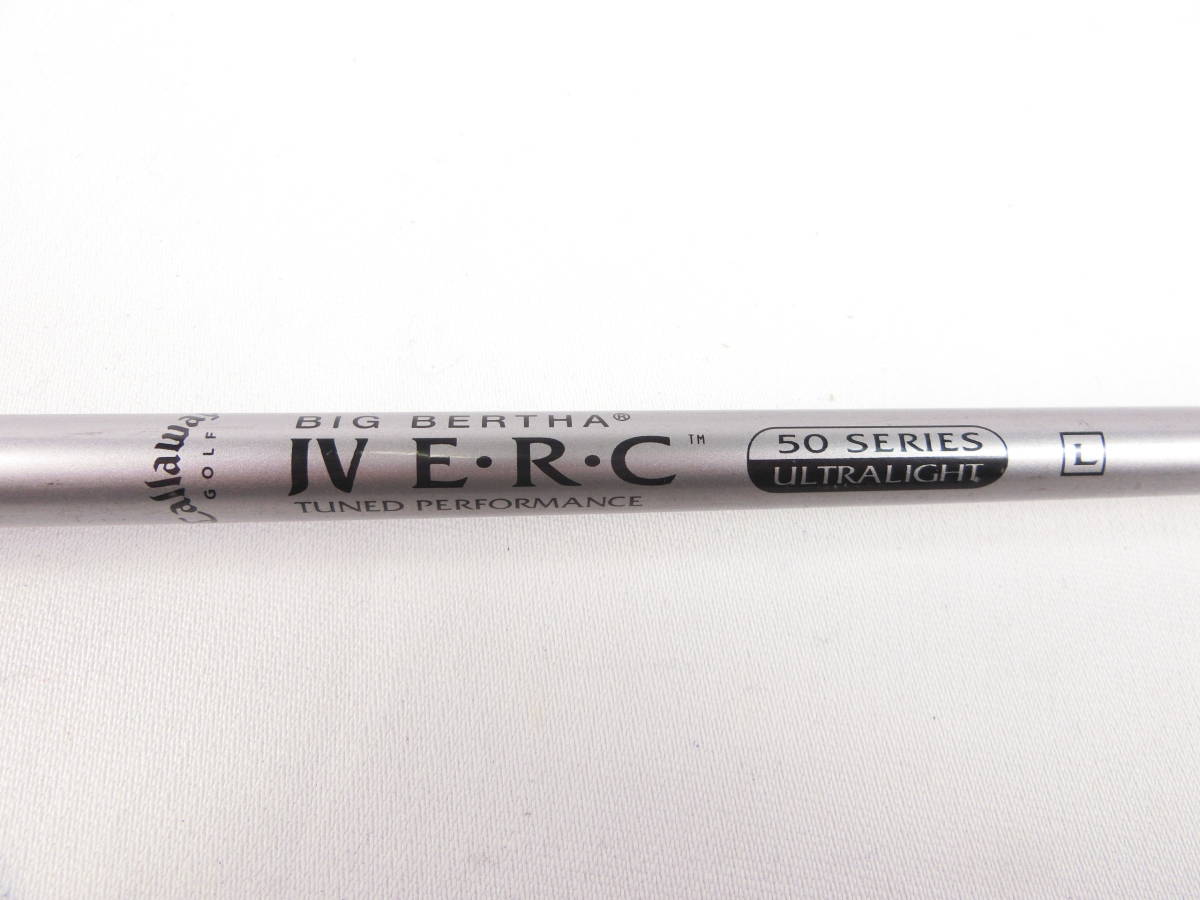 Callaway
GOLF
BIG BERTHA®
IV E·R·C™
TUNED PERFORMANCE
50 SERIES
ULTRALIGHT
L